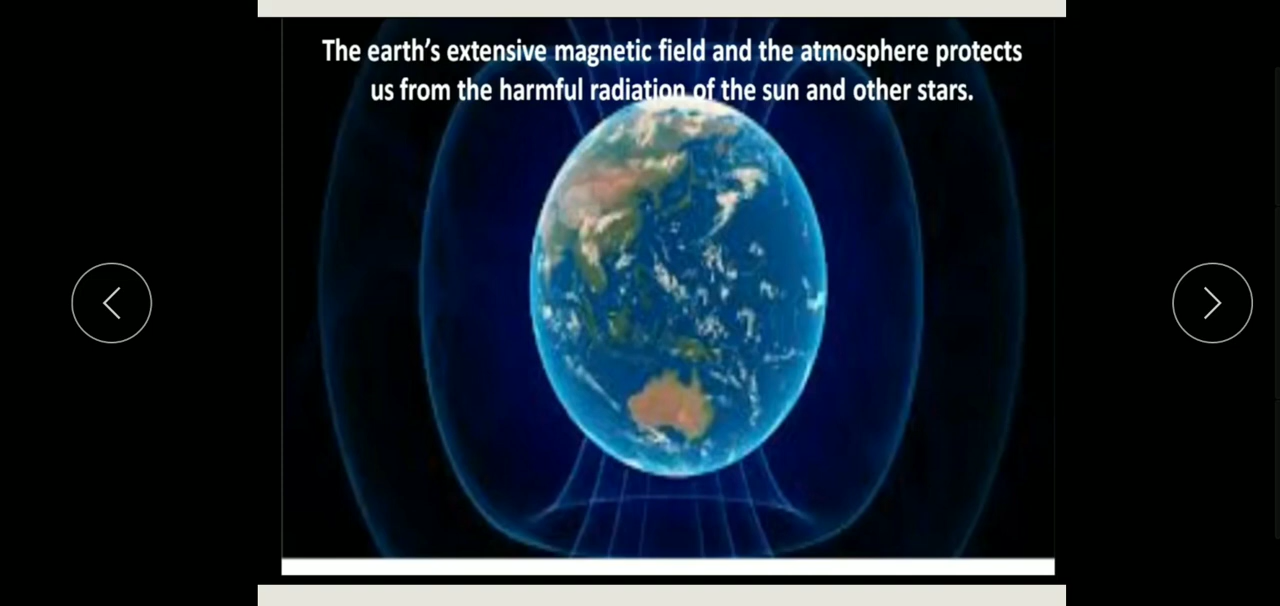 The earth's extensive magnetic field and the atmosphere protects
us from the harmful radiation of the sun and other stars.